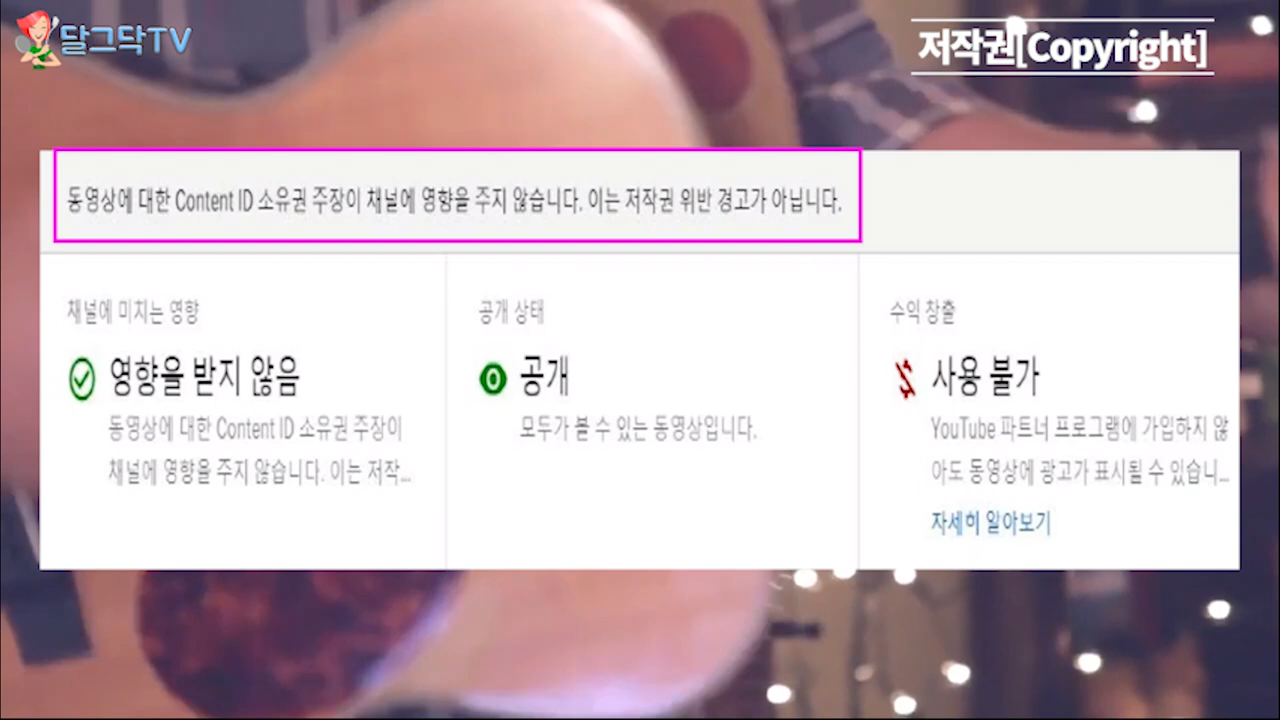 달그닥TV
저작권[Copyright]
동영상에 대한 Content ID 소유권 주장이 채널에 영향을 주지 않습니다. 이는 저작권 위반 경고가 아닙니다.
채널에 미치는 영향
영향을 받지 않음
동영상에 대한 Content ID 소유권 주장이
채널에 영향을 주지 않습니다. 이는 저작...
공개 상태
공개
모두가 볼 수 있는 동영상입니다.
수익 창출
사용 불가
YouTube 파트너 프로그램에 가입하지 않
아도 동영상에 광고가 표시될 수 있습니...
자세히 알아보기